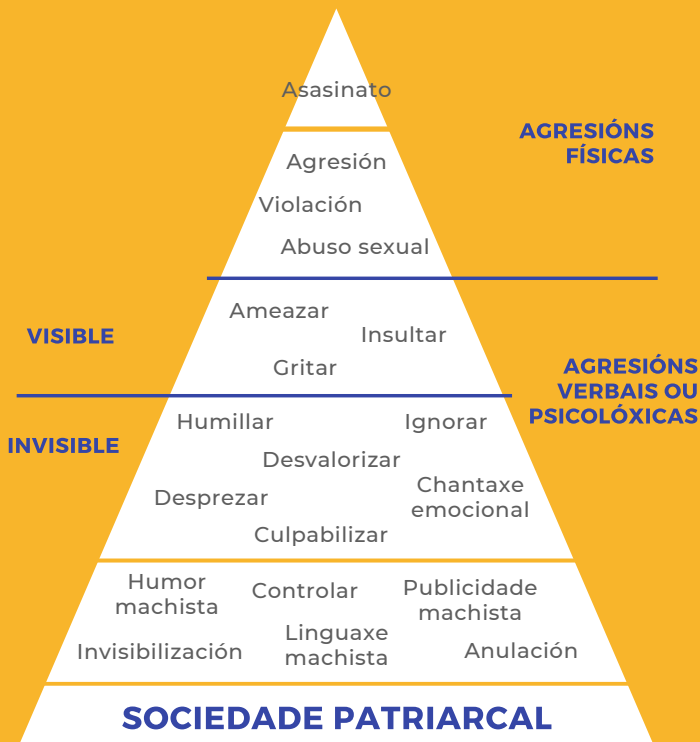 Asasinato
AGRESIÓNS
FÍSICAS
Agresión
Violación
Abuso sexual
Ameazar
VISIBLE
Insultar
Gritar
AGRESIÓNS
VERBAIS OU
PSICOLÓXICAS
INVISIBLE
Humillar
Ignorar
Desvalorizar
Desprezar
Chantaxe
emocional
Culpabilizar
Humor
machista
Controlar
Publicidade
machista
Invisibilización
Linguaxe
machista
Anulación
SOCIEDADE PATRIARCAL